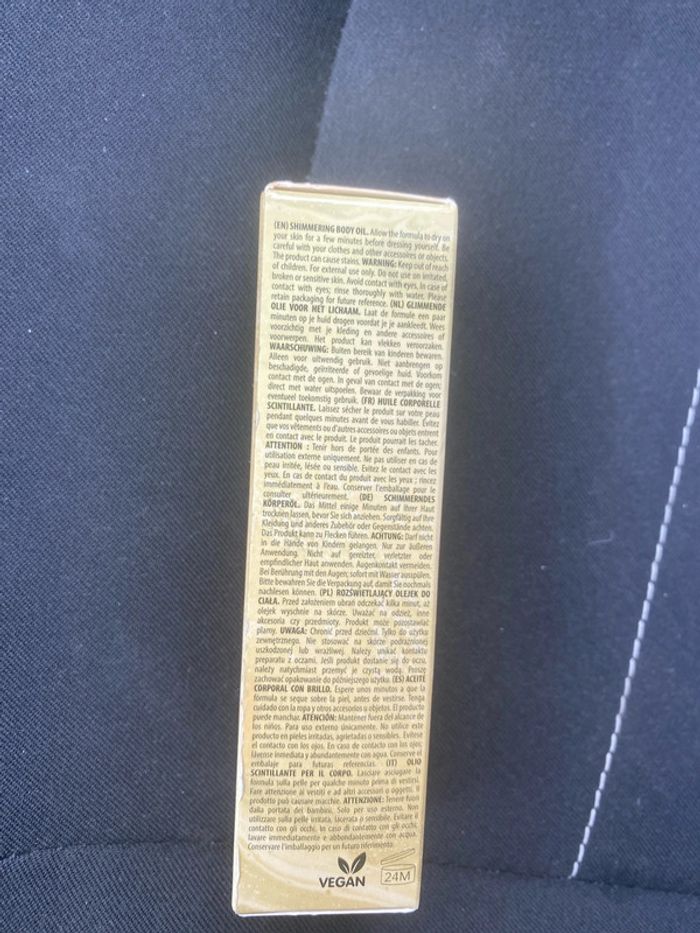 (EN) SHIMMERING BODY OIL. Allow the formula to dry on
your skin for a few minutes before dressing yourself. Be
careful with your clothes and other accessories or objects.
The product can cause stains. WARNING: Keep out of reach
of children. For external use only. Do not use on irritated,
broken or sensitive skin. Avoid contact with eyes. In case of
contact with eyes; rinse thoroughly with water. Please
retain packaging for future reference. (NL) GLIMMENDE
OLIE VOOR HET LICHAAM. Laat de formule een paar
minuten op je huid drogen voordat je je aankleedt. Wees
voorzichtig met je kleding en andere accessoires of
voorwerpen. Het product kan vlekken veroorzaken.
WAARSCHUWING: Buiten bereik van kinderen bewaren.
Alleen voor uitwendig gebruik. Niet aanbrengen op
beschadigde, geïrriteerde of gevoelige huid. Voorkom
contact met de ogen. In geval van contact met de ogen;
direct met water uitspoelen. Bewaar de verpakking voor
eventueel toekomstig gebruik. (FR) HUILE CORPORELLE
SCINTILLANTE. Laissez sécher le produit sur votre peau
pendant quelques minutes avant de vous habiller. Évitez
que vos vêtements ou d'autres accessoires ou objets entrent
en contact avec le produit. Le produit pourrait les tacher.
ATTENTION : Tenir hors de portée des enfants. Pour
utilisation externe uniquement. Ne pas utiliser en cas de
peau irritée, lésée ou sensible. Evitez le contact avec les
yeux. En cas de contact du produit avec les yeux ; rincez
immédiatement à l'eau. Conserver l'emballage pour le
consulter ultérieurement. (DE) SCHIMMERNDES
KÖRPERÖL. Das Mittel einige Minuten auf Ihrer Haut
trocknen lassen, bevor Sie sich anziehen. Sorgfältig auf Ihre
Kleidung und anderes Zubehör oder Gegenstände achten.
Das Produkt kann zu Flecken führen. ACHTUNG: Darf nicht
in die Hände von Kindern gelangen. Nur zur äußeren
Anwendung. Nicht auf gereizter, verletzter oder
empfindlicher Haut anwenden. Augenkontakt vermeiden.
Bei Berührung mit den Augen; sofort mit Wasser ausspülen.
Bitte bewahren Sie die Verpackung auf, damit Sie nochmals
nachlesen können. (PL) ROZŚWIETLAJĄCY OLEJEK DO
CIAŁA. Przed założeniem ubrań odczekać kilka minut, aż
olejek wyschnie na skórze. Uważać na odzież, inne
akcesoria czy przedmioty. Produkt może pozostawiać
plamy. UWAGA: Chronić przed dziećmi. Tylko do użytku
zewnętrznego. Nie stosować na skórze podrażnionej
uszkodzonej lub wrażliwej. Należy unikać kontaktu
preparatu z oczami. Jeśli produkt dostanie się do oczu,
należy natychmiast przemyć je czystą wodą. Proszę
zachować opakowanie do późniejszego użytku. (ES) ACEITE
CORPORAL CON BRILLO. Espere unos minutos a que la
fórmula se seque sobre la piel, antes de vestirse. Tenga
cuidado con la ropa y otros accesorios u objetos. El producto
puede manchar. ATENCIÓN: Mantener fuera del alcance de
los niños. Para uso externo únicamente. No utilice este
producto en pieles irritadas, agrietadas o sensibles. Evítese
el contacto con los ojos. En caso de contacto con los ojos;
lávense inmediata y abundantemente con agua. Conserve el
embalaje para futuras referencias. (IT) OLIO
SCINTILLANTE PER IL CORPO. Lasciare asciugare la
formula sulla pelle per qualche minuto prima di vestirsi.
Fare attenzione ai vestiti e ad altri accessori o oggetti. Il
prodotto può causare macchie. ATTENZIONE: Tenere fuori
dalla portata dei bambini. Solo per uso esterno. Non
utilizzare sulla pelle irritata, lacerata o sensibile. Evitare il
contatto con gli occhi. In caso di contatto con gli occhi:
lavare immediatamente e abbondantemente con acqua.
Conservare l'imballaggio per un futuro riferimento.
VEGAN
24M